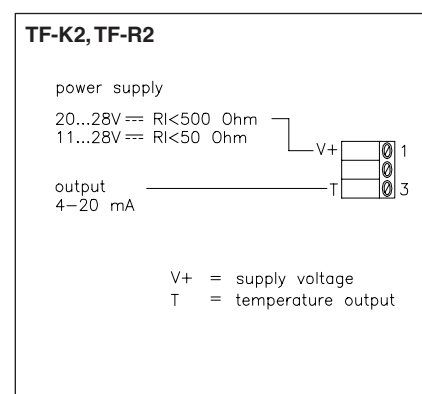 TF-K2, TF-R2
power supply
20...28V ⎓ RI<500 Ohm
11...28V ⎓ RI<50 Ohm
V+ 1
output T 3
4-20 mA
V+ = supply voltage
T = temperature output